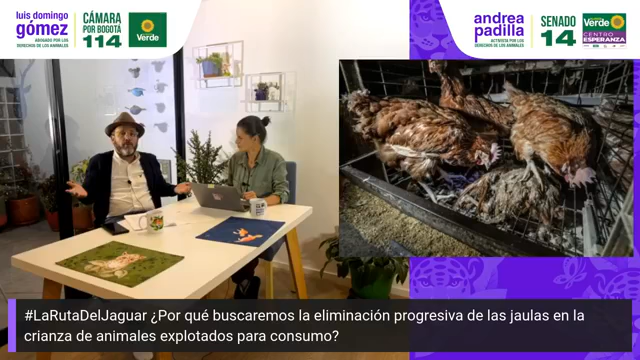 luis domingo
gómez
ABOGADO POR LOS
DERECHOS DE LOS ANIMALES
CÁMARA
POR BOGOTÁ
114
Verde
andrea
padilla
ACTIVISTA POR LOS
DERECHOS DE LOS ANIMALES
SENADO
14
Verde
CENTRO
ESPERANZA
#LaRutaDelJaguar ¿Por qué buscaremos la eliminación progresiva de las jaulas en la
crianza de animales explotados para consumo?